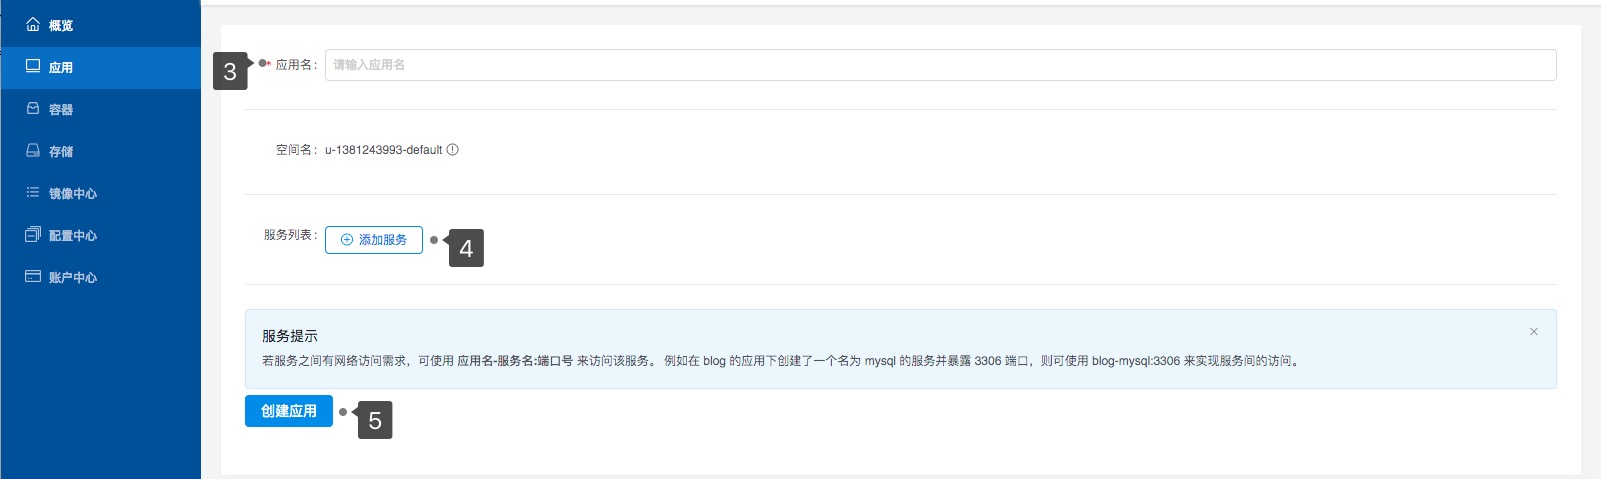 概览
应用
容器
存储
镜像中心
配置中心
账户中心
3
* 应用名： 请输入应用名
空间名： u-1381243993-default
服务列表： 添加服务
4
服务提示
若服务之间有网络访问需求，可使用 应用名-服务名:端口号 来访问该服务。 例如在 blog 的应用下创建了一个名为 mysql 的服务并暴露 3306 端口，则可使用 blog-mysql:3306 来实现服务间的访问。
创建应用
5